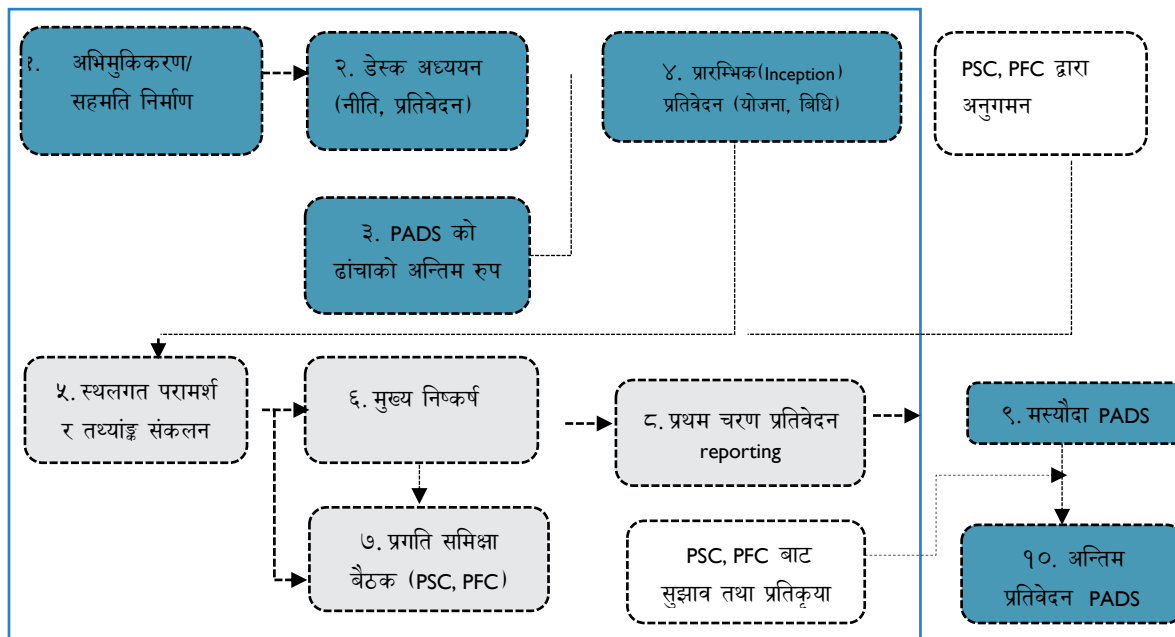 १. अभिमुकिकरण/
सहमति निर्माण
२. डेस्क अध्ययन
(नीति, प्रतिवेदन)
४. प्रारम्भिक(Inception)
प्रतिवेदन (योजना, बिधि)
PSC, PFC द्वारा
अनुगमन
३. PADS को
ढांचाको अन्तिम रुप
५. स्थलगत परामर्श
र तथ्यांङ्क संकलन
६. मुख्य निष्कर्ष
८. प्रथम चरण प्रतिवेदन
reporting
९. मस्यौदा PADS
७. प्रगति समिक्षा
बैठक (PSC, PFC)
PSC, PFC बाट
सुझाव तथा प्रतिकृया
१०. अन्तिम
प्रतिवेदन PADS